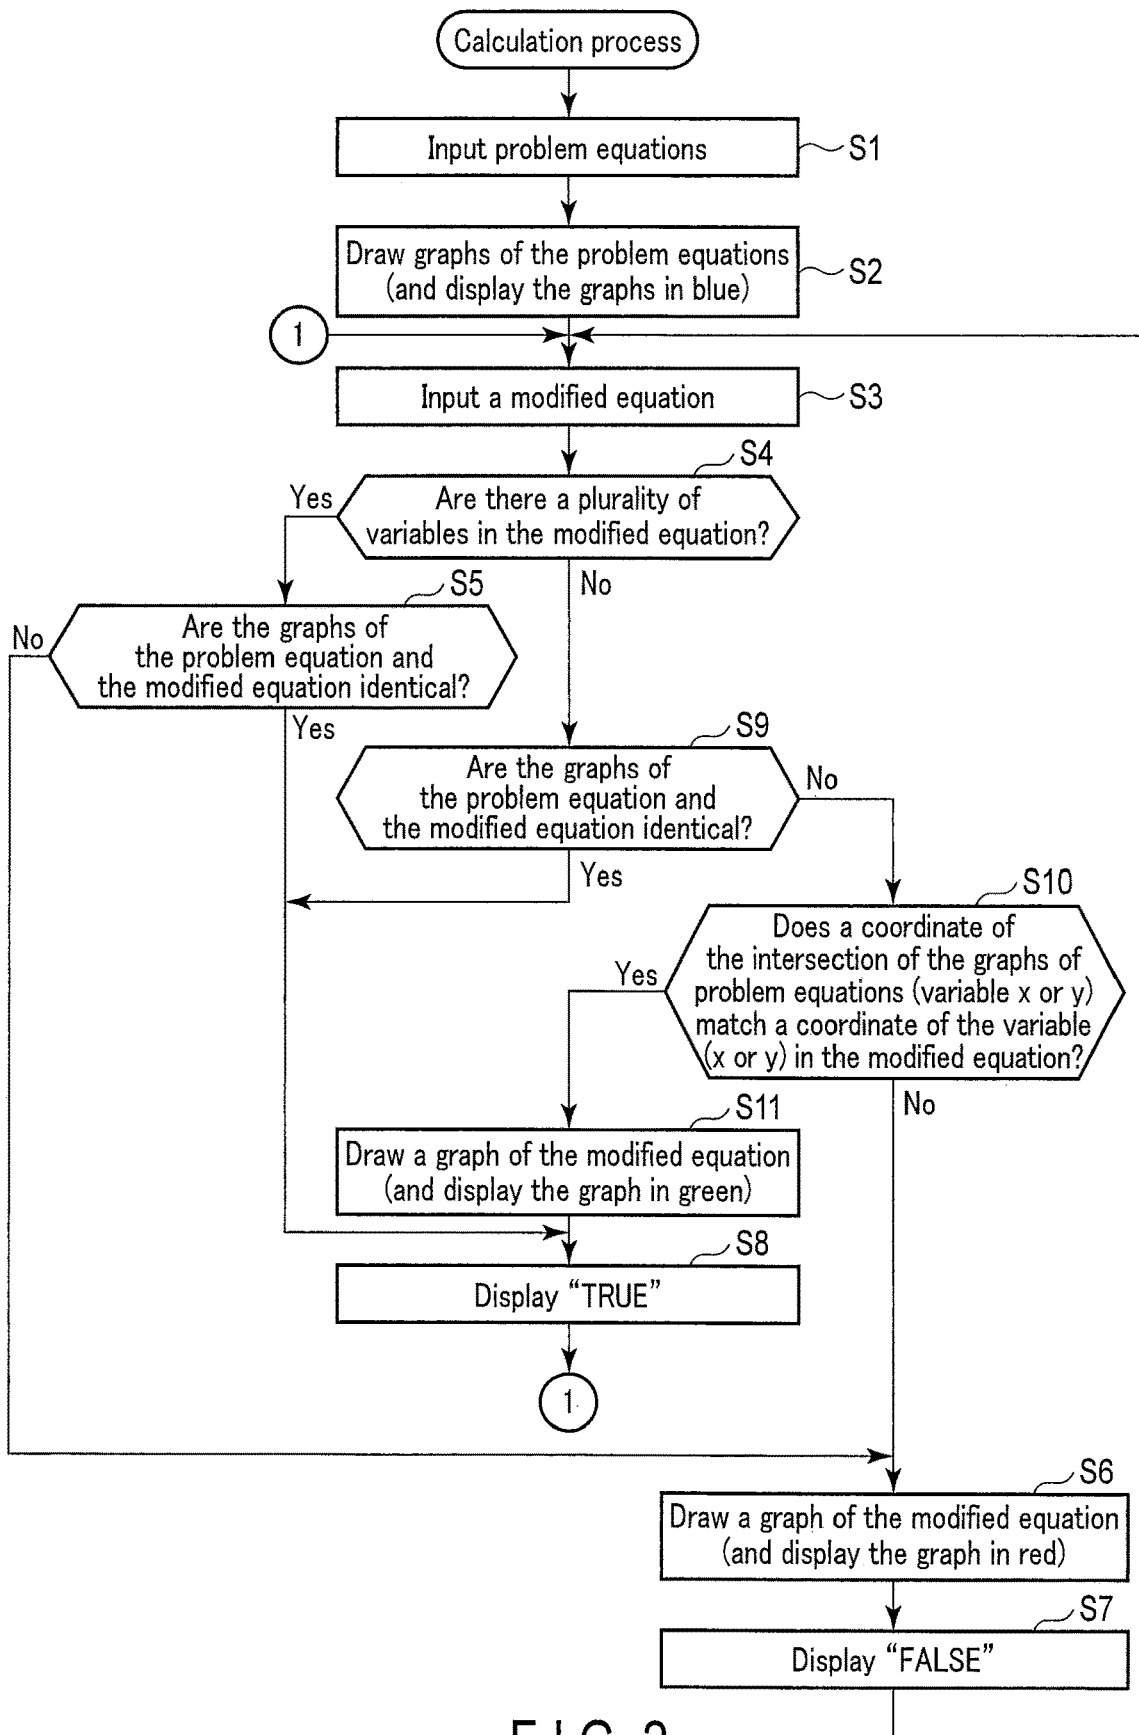 Calculation process
Input problem equations
S1
Draw graphs of the problem equations
(and display the graphs in blue)
S2
1
Input a modified equation
S3
S4
Are there a plurality of
variables in the modified equation?
Yes
No
S5
Are the graphs of
the problem equation and
the modified equation identical?
No
Yes
S9
Are the graphs of
the problem equation and
the modified equation identical?
No
Yes
S10
Does a coordinate of
the intersection of the graphs of
problem equations (variable x or y)
match a coordinate of the variable
(x or y) in the modified equation?
Yes
No
S11
Draw a graph of the modified equation
(and display the graph in green)
S8
Display “TRUE”
1
S6
Draw a graph of the modified equation
(and display the graph in red)
S7
Display “FALSE”